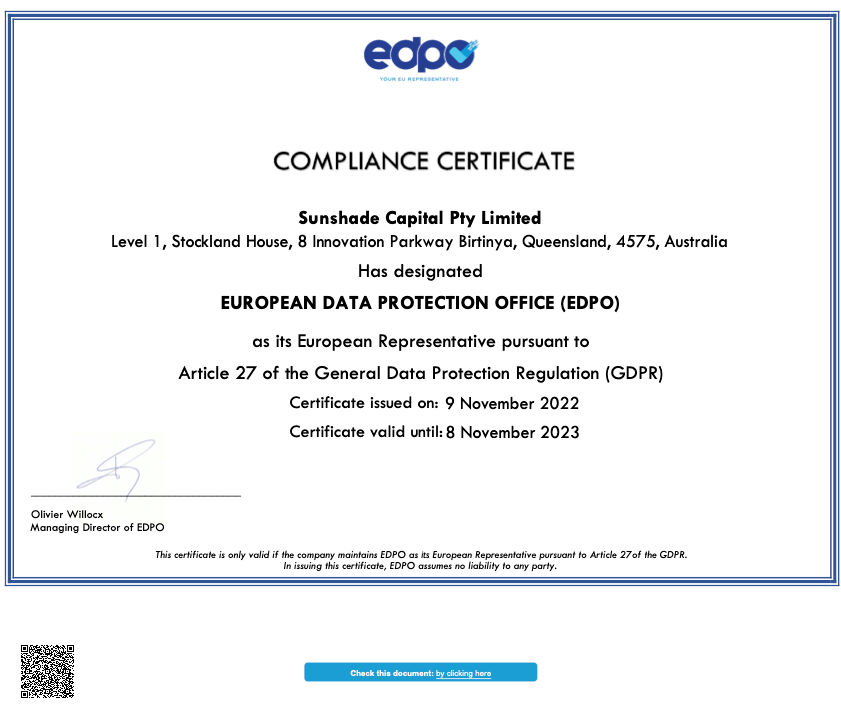 edpo
YOUR EU REPRESENTATIVE
COMPLIANCE CERTIFICATE
Sunshade Capital Pty Limited
Level 1, Stockland House, 8 Innovation Parkway Birtinya, Queensland, 4575, Australia
Has designated
EUROPEAN DATA PROTECTION OFFICE (EDPO)
as its European Representative pursuant to
Article 27 of the General Data Protection Regulation (GDPR)
Certificate issued on: 9 November 2022
Certificate valid until: 8 November 2023
Olivier Willocx
Managing Director of EDPO
This certificate is only valid if the company maintains EDPO as its European Representative pursuant to Article 27of the GDPR.
In issuing this certificate, EDPO assumes no liability to any party.
Check this document: by clicking here